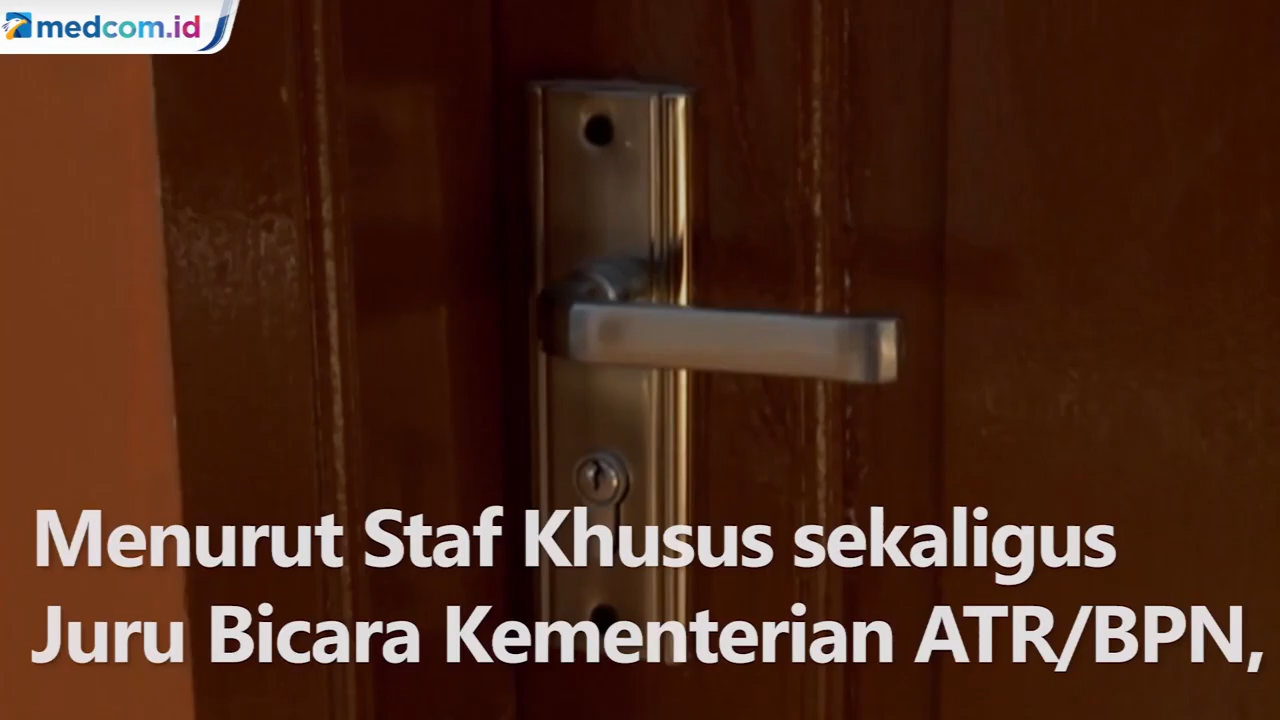 medcom.id
Menurut Staf Khusus sekaligus
Juru Bicara Kementerian ATR/BPN,